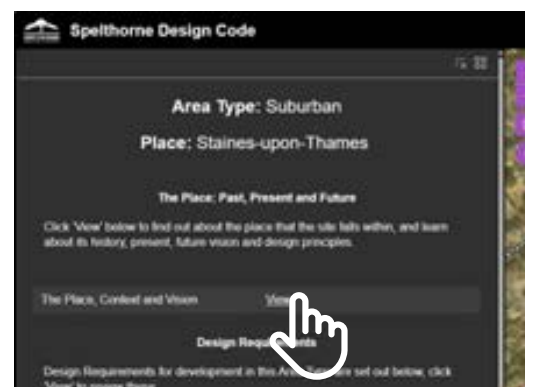 Spelthorne Design Code
Area Type: Suburban
Place: Staines-upon-Thames
The Place: Past, Present and Future
Click 'View' below to find out about the place that the site falls within, and learn
about its history, present, future vision and design principles.
The Place, Context and Vision View
Design Requirements
Design Requirements for development in this Area Type are set out below, click
'View' to